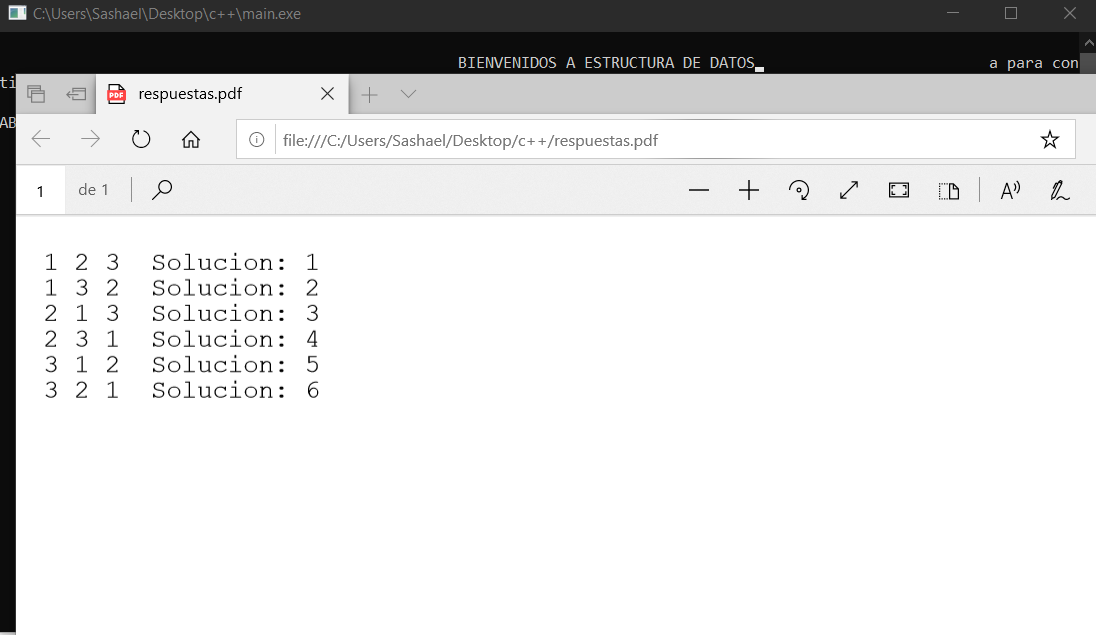 C:\Users\Sashael\Desktop\c++\main.exe
BIENVENIDOS A ESTRUCTURA DE DATOS a para con
ti
AB
respuestas.pdf
file:///C:/Users/Sashael/Desktop/c++/respuestas.pdf
1 de 1
1 2 3 Solucion: 1
1 3 2 Solucion: 2
2 1 3 Solucion: 3
2 3 1 Solucion: 4
3 1 2 Solucion: 5
3 2 1 Solucion: 6